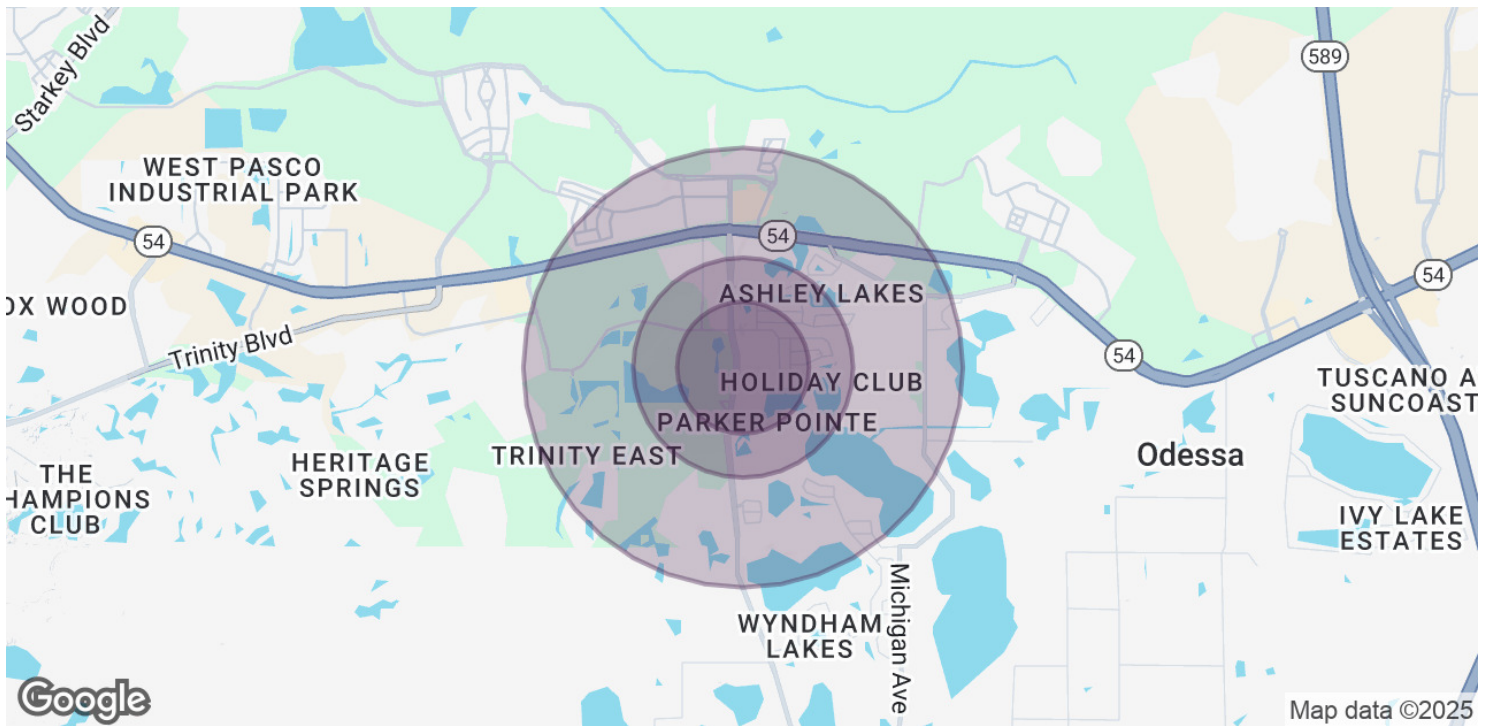 589
Starkey Blvd
WEST PASCO
INDUSTRIAL PARK
54
54
54
ASHLEY LAKES
OX WOOD
Trinity Blvd
54
HOLIDAY CLUB
TUSCANO A
SUNCOAST
PARKER POINTE
TRINITY EAST
Odessa
HERITAGE
SPRINGS
THE
HAMPIONS
CLUB
IVY LAKE
ESTATES
WYNDHAM
LAKES
Michigan Ave
Google
Map data ©2025